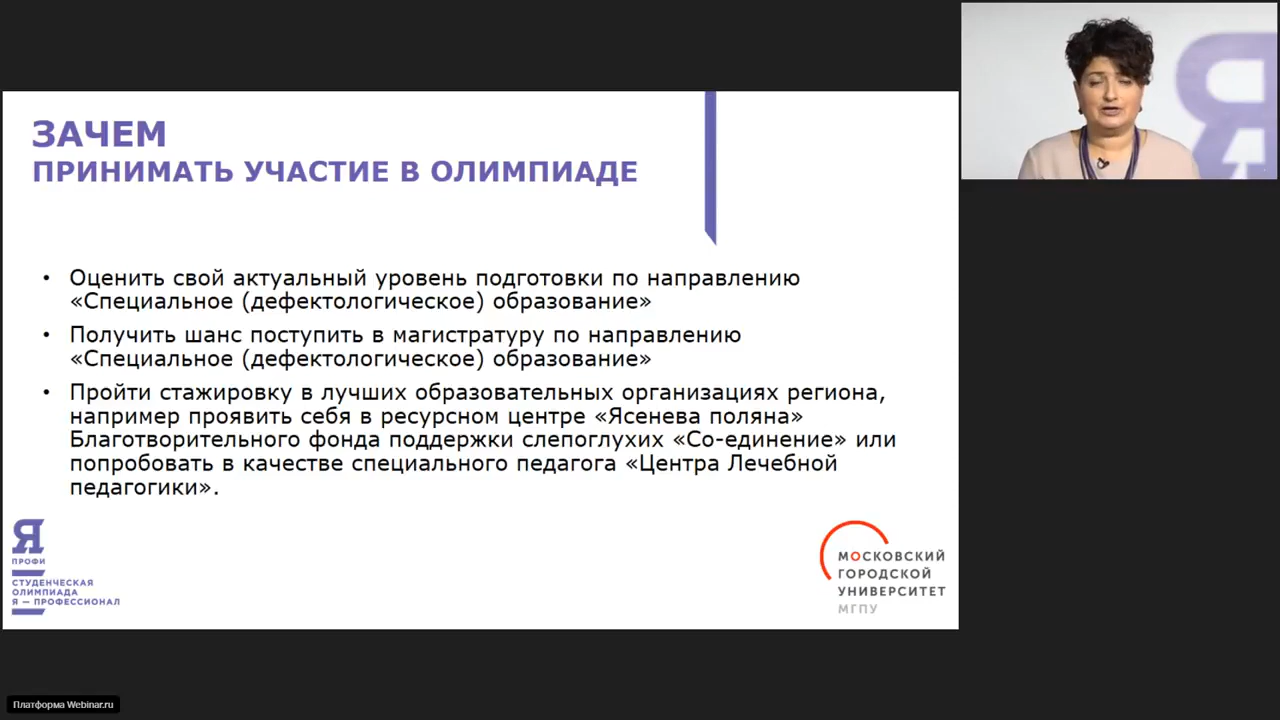 ЗАЧЕМ
ПРИНИМАТЬ УЧАСТИЕ В ОЛИМПИАДЕ
• Оценить свой актуальный уровень подготовки по направлению
«Специальное (дефектологическое) образование»
• Получить шанс поступить в магистратуру по направлению
«Специальное (дефектологическое) образование»
• Пройти стажировку в лучших образовательных организациях региона,
например проявить себя в ресурсном центре «Ясенева поляна»
Благотворительного фонда поддержки слепоглухих «Со-единение» или
попробовать в качестве специального педагога «Центра Лечебной
педагогики».
Я
ПРОФИ
СТУДЕНЧЕСКАЯ
ОЛИМПИАДА
Я — ПРОФЕССИОНАЛ
МОСКОВСКИЙ
ГОРОДСКОЙ
УНИВЕРСИТЕТ
МГПУ
Я
Платформа Webinar.ru